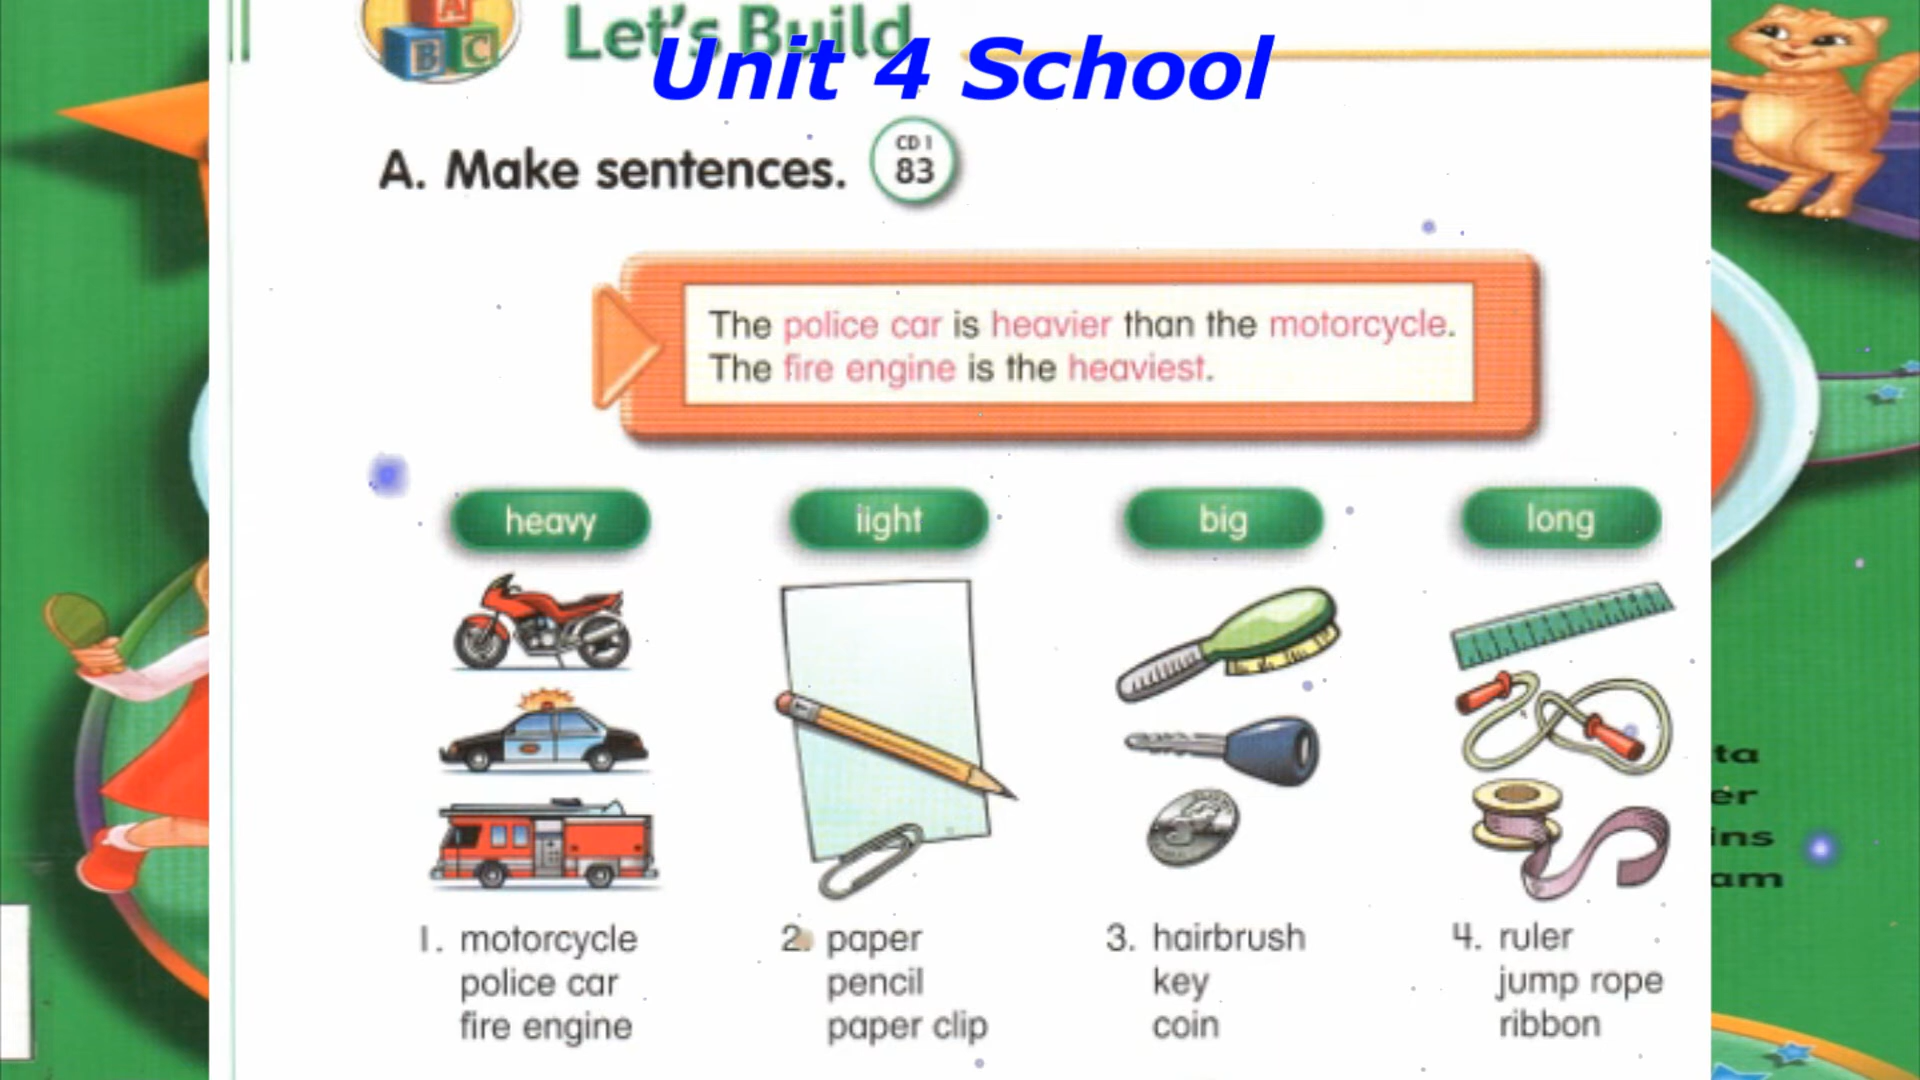 A
B C
Let's Build
Unit 4 School
A. Make sentences.
CD 1
83
The police car is heavier than the motorcycle.
The fire engine is the heaviest.
heavy
light
big
long
1. motorcycle
police car
fire engine
2. paper
pencil
paper clip
3. hairbrush
key
coin
4. ruler
jump rope
ribbon